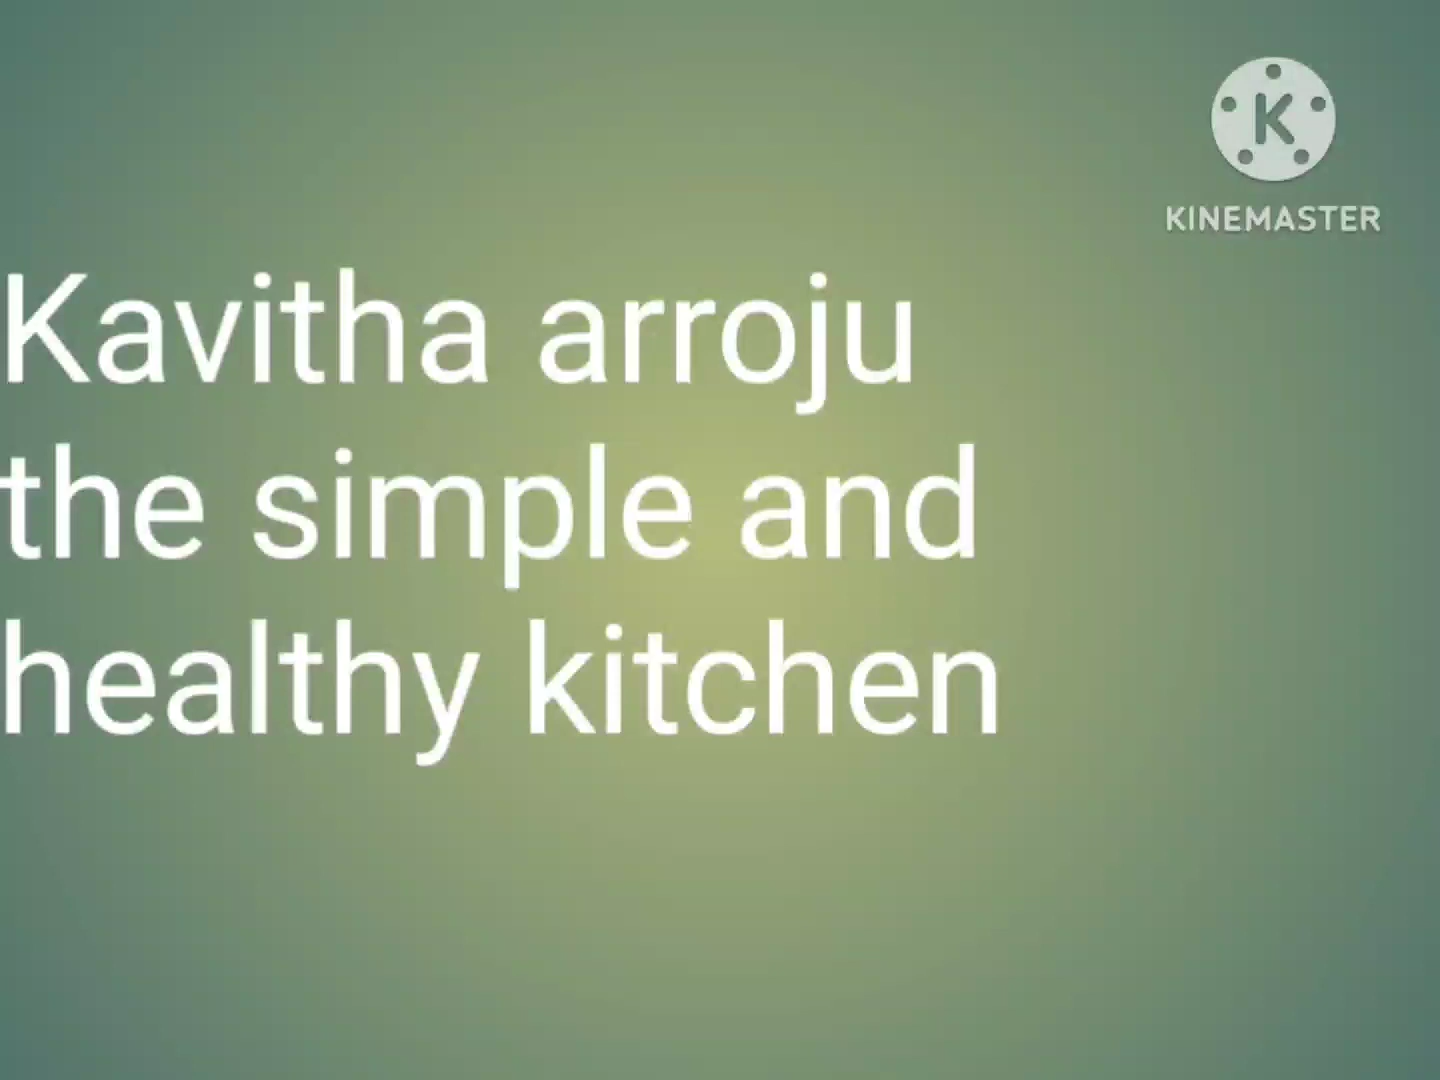 K
KINEMASTER
Kavitha arroju
the simple and
healthy kitchen